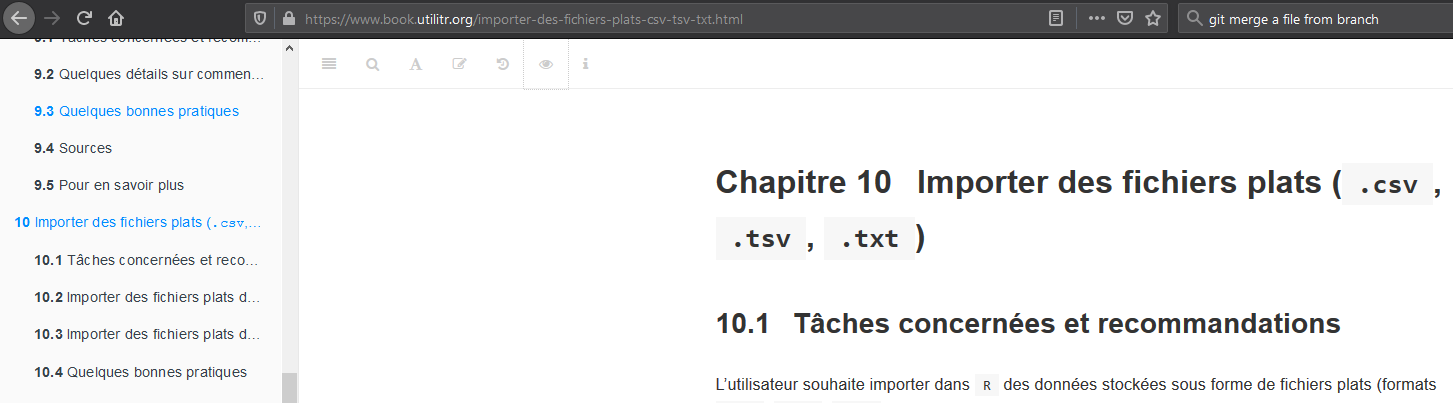 https://www.book.utilitr.org/importer-des-fichiers-plats-csv-tsv-txt.html
git merge a file from branch
9.2 Quelques détails sur commen…
9.3 Quelques bonnes pratiques
9.4 Sources
9.5 Pour en savoir plus
10 Importer des fichiers plats (.csv,…
10.1 Tâches concernées et reco…
10.2 Importer des fichiers plats d…
10.3 Importer des fichiers plats d…
10.4 Quelques bonnes pratiques
Chapitre 10 Importer des fichiers plats ( .csv ,
.tsv , .txt )
10.1 Tâches concernées et recommandations
L'utilisateur souhaite importer dans R des données stockées sous forme de fichiers plats (formats